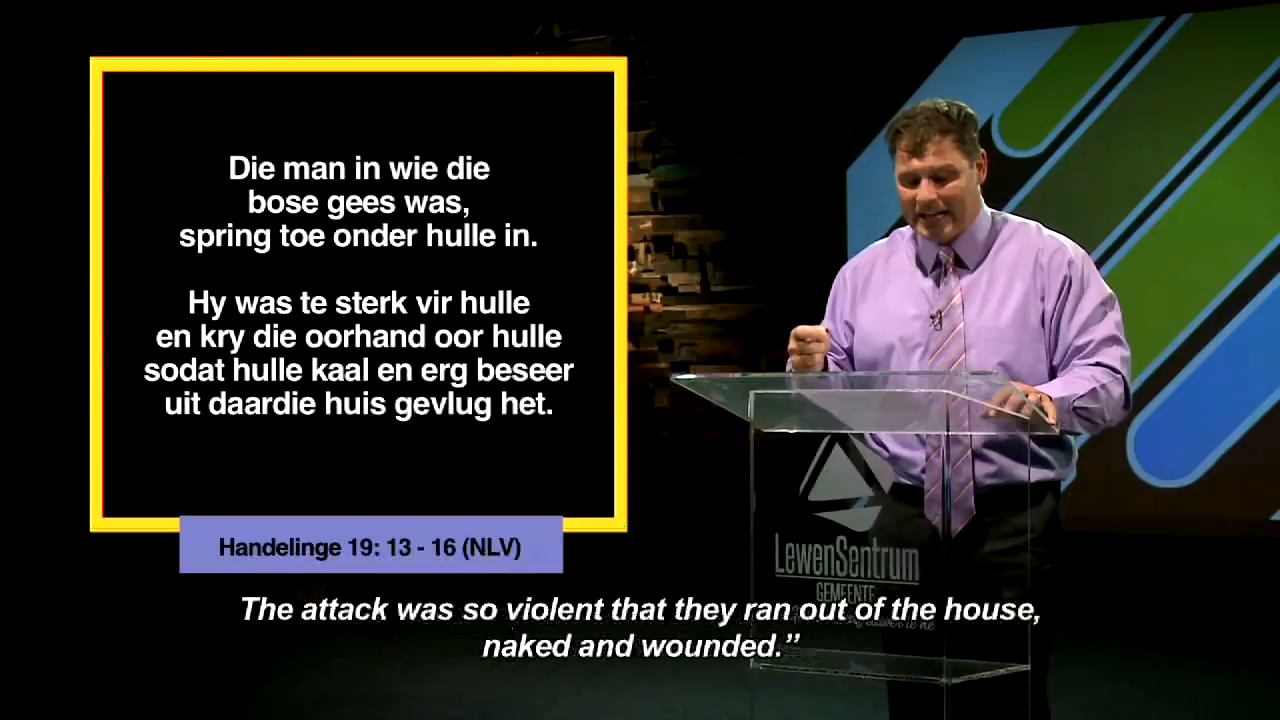 Die man in wie die
bose gees was,
spring toe onder hulle in.
Hy was te sterk vir hulle
en kry die oorhand oor hulle
sodat hulle kaal en erg beseer
uit daardie huis gevlug het.
Handelinge 19: 13 - 16 (NLV)
LewenSentrum
GEMEENTE
The attack was so violent that they ran out of the house,
naked and wounded.”